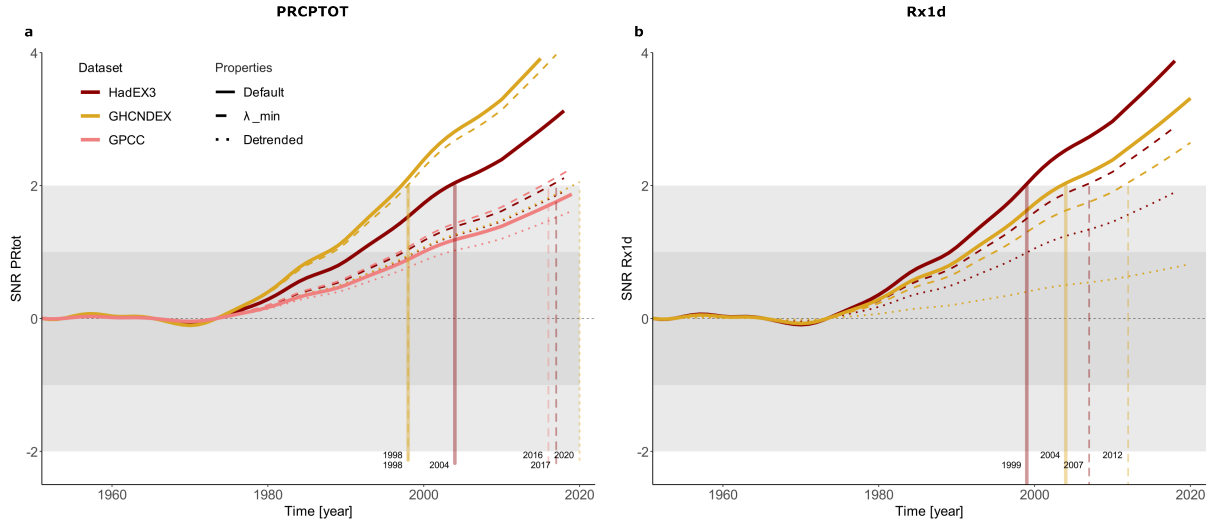 PRCPTOT
Rx1d
a
b
Dataset
Properties
HadEX3
Default
GHCNDEX
λ_min
GPCC
Detrended
SNR PRtot
4
2
0
-2
1998
1998
2004
2016
2017
2020
1960
1980
2000
2020
Time [year]
SNR Rx1d
4
2
0
-2
1999
2004
2007
2012
1960
1980
2000
2020
Time [year]